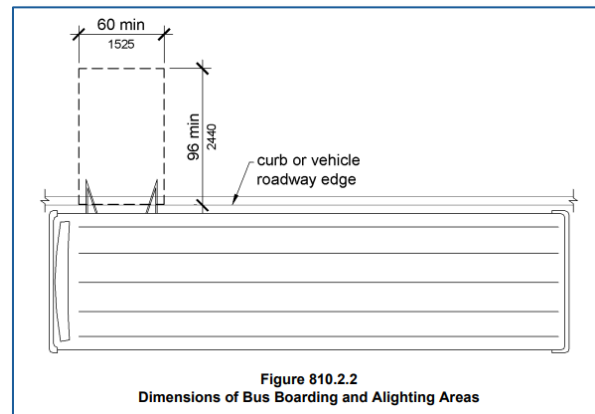 60 min
1525
96 min
2440
curb or vehicle
roadway edge
Figure 810.2.2
Dimensions of Bus Boarding and Alighting Areas